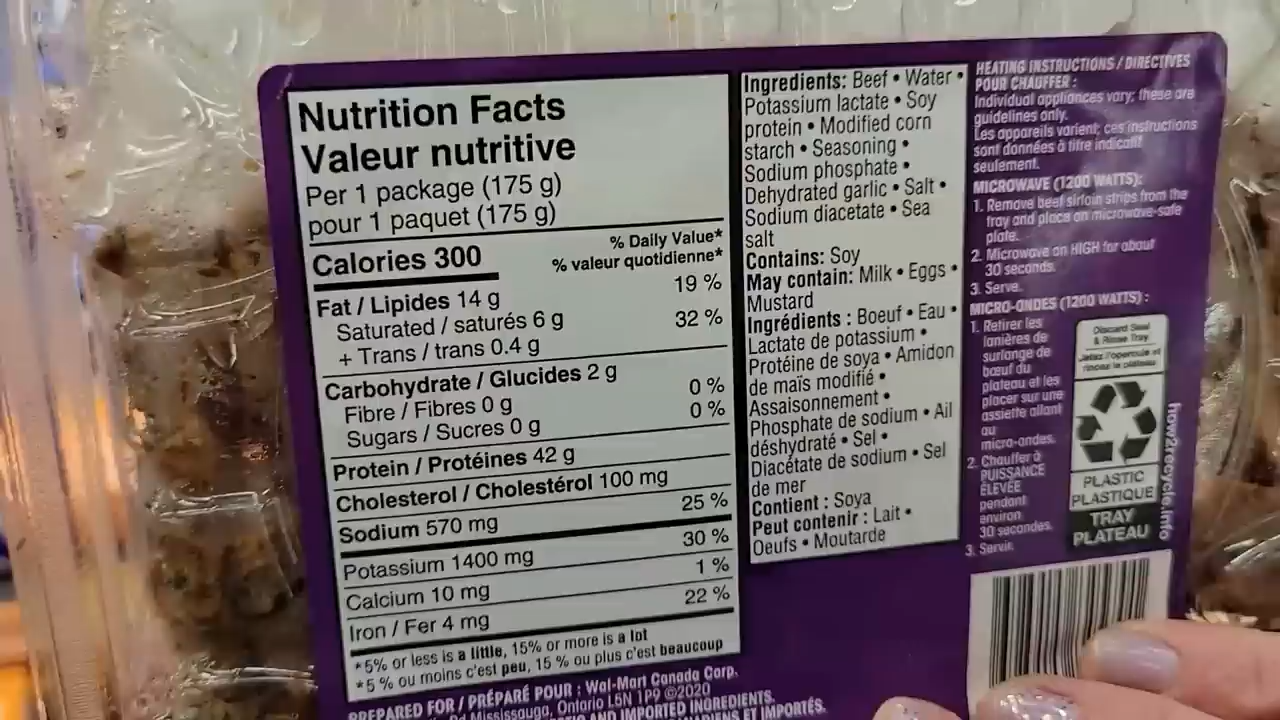 Nutrition Facts
Valeur nutritive
Per 1 package (175 g)
pour 1 paquet (175 g)
% Daily Value*
Calories 300
% valeur quotidienne*
Fat / Lipides 14 g 19 %
Saturated / saturés 6 g 32 %
+ Trans / trans 0.4 g
Carbohydrate / Glucides 2 g
Fibre / Fibres 0 g 0 %
Sugars / Sucres 0 g 0 %
Protein / Protéines 42 g
Cholesterol / Cholestérol 100 mg
Sodium 570 mg 25 %
Potassium 1400 mg 30 %
Calcium 10 mg 1 %
Iron / Fer 4 mg 22 %
*5% or less is a little, 15% or more is a lot
*5 % ou moins c'est peu, 15 % ou plus c'est beaucoup
PREPARED FOR / PRÉPARÉ POUR : Wal-Mart Canada Corp.
Mississauga, Ontario L5N 1P9 ©2020
AND IMPORTED INGREDIENTS.
ET IMPORTÉS.
Ingredients: Beef • Water •
Potassium lactate • Soy
protein • Modified corn
starch • Seasoning •
Sodium phosphate •
Dehydrated garlic • Salt •
Sodium diacetate • Sea
salt
Contains: Soy
May contain: Milk • Eggs •
Mustard
Ingrédients : Boeuf • Eau •
Lactate de potassium •
Protéine de soya • Amidon
de maïs modifié •
Assaisonnement •
Phosphate de sodium • Ail
déshydraté • Sel •
Diacétate de sodium • Sel
de mer
Contient : Soya
Peut contenir : Lait •
Oeufs • Moutarde
HEATING INSTRUCTIONS / DIRECTIVES
POUR CHAUFFER :
Individual appliances vary; these are
guidelines only.
Les appareils varient; ces instructions
sont données à titre indicatif
seulement.
MICROWAVE (1200 WATTS):
1. Remove beef sirloin strips from the
tray and place on microwave-safe
plate.
2. Microwave on HIGH for about
30 seconds.
3. Serve.
MICRO-ONDES (1200 WATTS) :
1. Retirer les
lanières de
surlonge de
bœuf du
plateau et les
placer sur une
assiette allant
au
micro-ondes.
2. Chauffer à
PUISSANCE
ÉLEVÉE
pendant
environ
30 secondes.
3. Servir.
Discard Seal
& Rinse Tray
Jetez l'opercule et
rincez le plateau
PLASTIC
PLASTIQUE
TRAY
PLATEAU
how2recycle.info